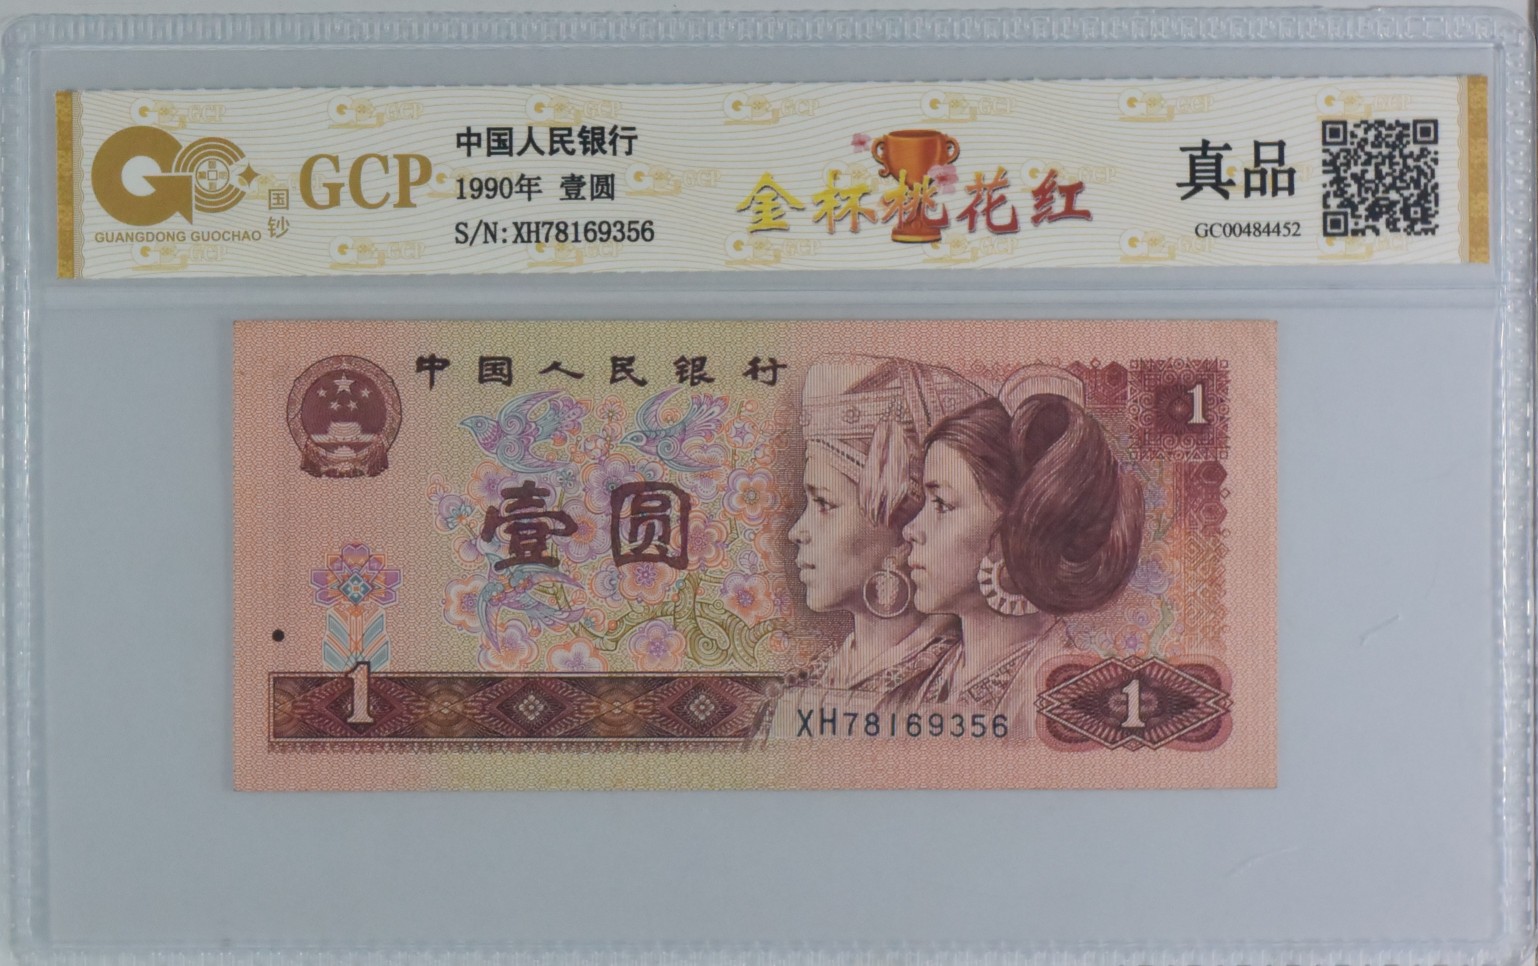 GUANGDONG GUOCHAO
国钞
GCP
中国人民银行
1990年 壹圆
S/N:XH78169356
金杯桃花红
真品
GC00484452
中国人民银行
1
壹圆
1
XH78169356
1